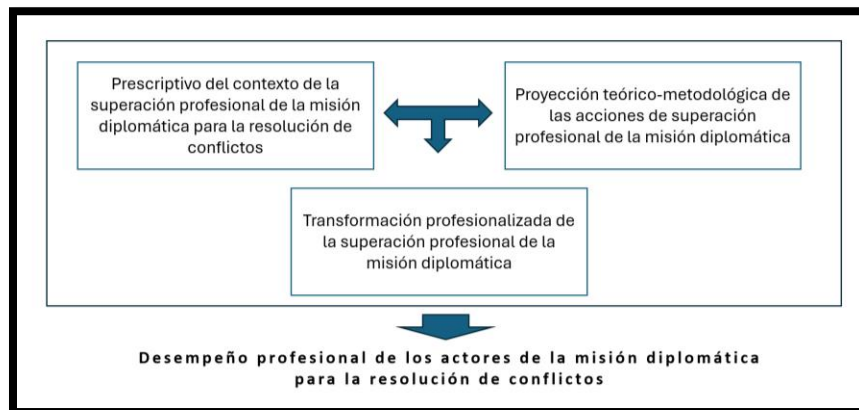 Prescriptivo del contexto de la
superación profesional de la misión
diplomática para la resolución de
conflictos
Proyección teórico-metodológica de
las acciones de superación
profesional de la misión diplomática
Transformación profesionalizada de
la superación profesional de la
misión diplomática
Desempeño profesional de los actores de la misión diplomática
para la resolución de conflictos